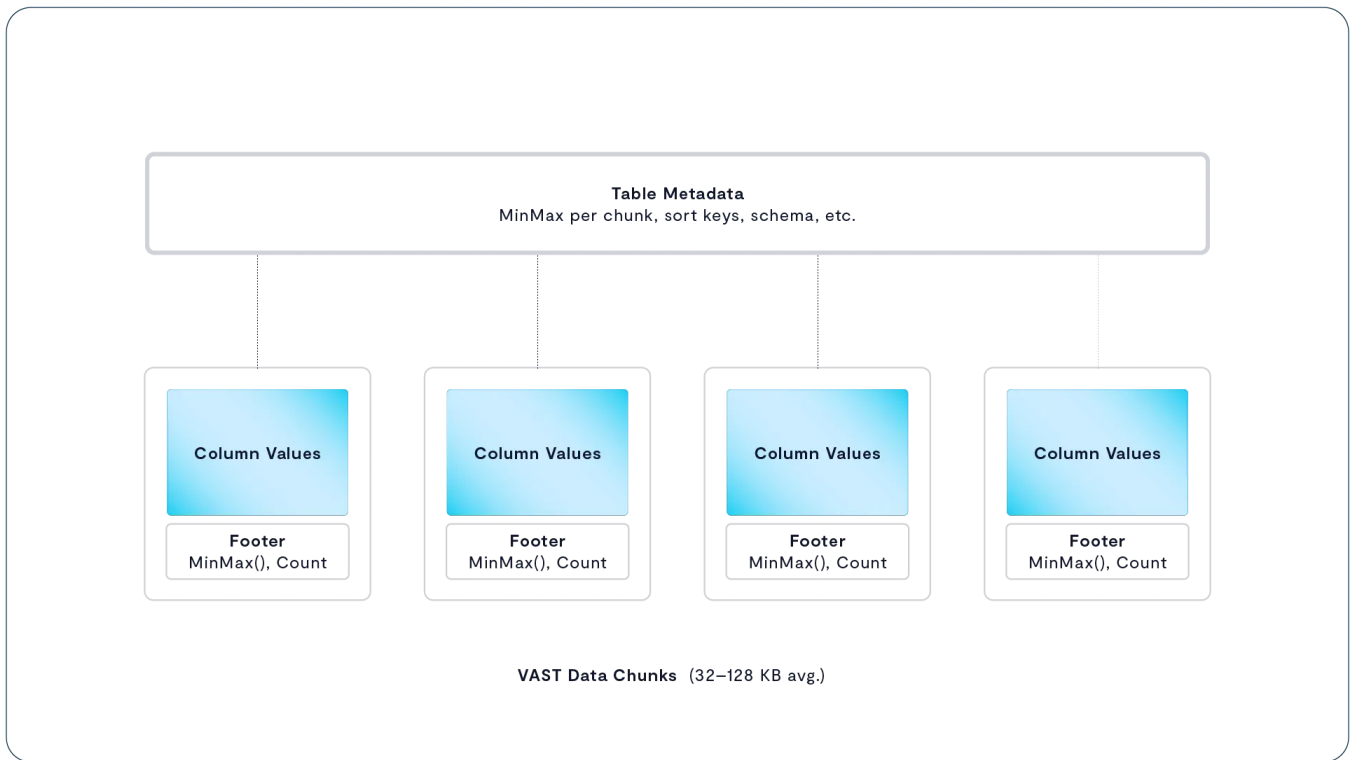 Table Metadata
MinMax per chunk, sort keys, schema, etc.
Column Values
Footer
MinMax(), Count
Column Values
Footer
MinMax(), Count
Column Values
Footer
MinMax(), Count
Column Values
Footer
MinMax(), Count
VAST Data Chunks (32–128 KB avg.)